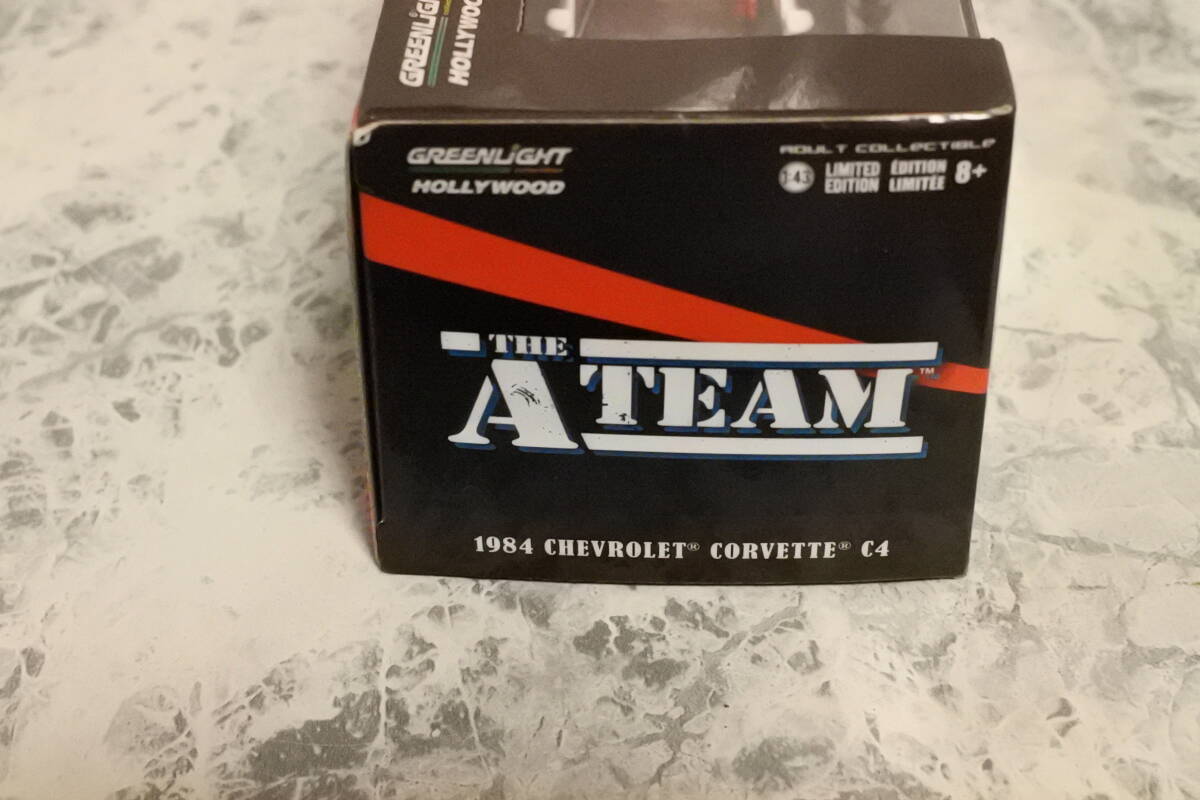 GREENLiGHT
HOLLYWOOD
GREENLiGHT
HOLLYWOOD
ADULT COLLECTIBLE
1:43
LIMITED EDITION
ÉDITION LIMITÉE
8+
THE
A TEAM™
1984 CHEVROLET® CORVETTE® C4